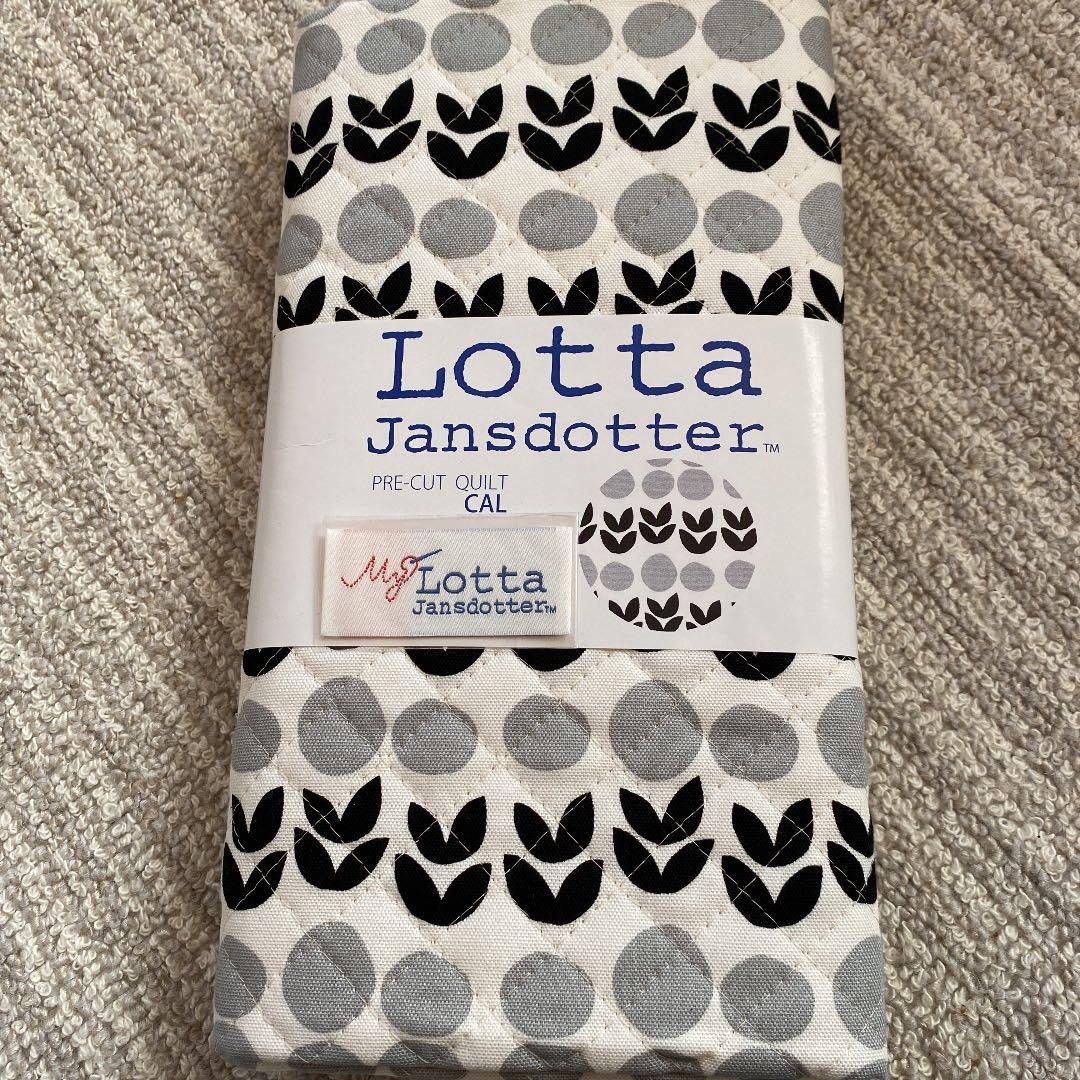 Lotta
Jansdotter™
PRE-CUT QUILT
CAL
My Lotta
Jansdotter™